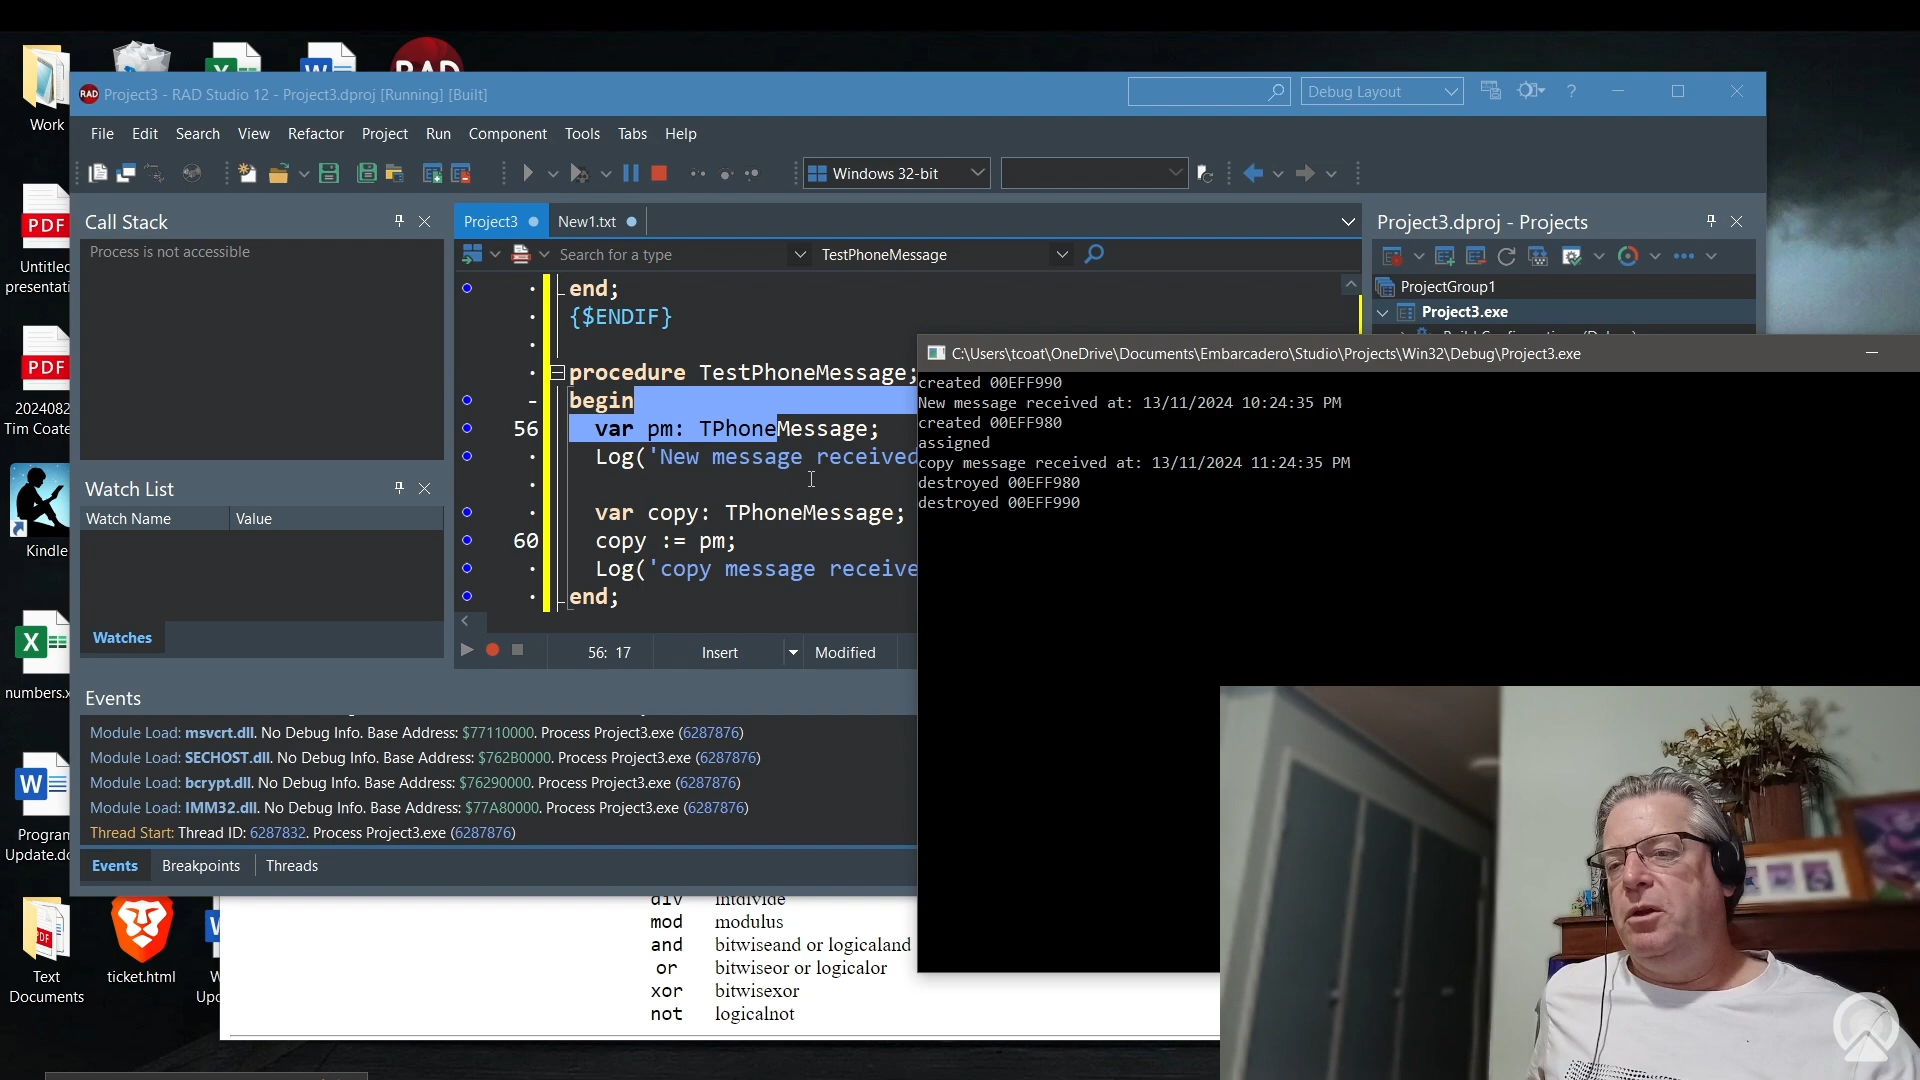 Work
Untitled
presentati
2024082
Tim Coate
Kindle
numbers.x
Program
Update.do
Text
Documents
ticket.html
RAD
Project3 - RAD Studio 12 - Project3.dproj [Running] [Built]
Debug Layout
File Edit Search View Refactor Project Run Component Tools Tabs Help
Windows 32-bit
Call Stack
Process is not accessible
Watch List
Watch Name Value
Watches
Project3 New1.txt
Search for a type TestPhoneMessage
end;
{$ENDIF}
procedure TestPhoneMessage;
begin
56 var pm: TPhoneMessage;
Log('New message received
var copy: TPhoneMessage;
60 copy := pm;
Log('copy message receive
end;
56: 17 Insert Modified
Project3.dproj - Projects
ProjectGroup1
Project3.exe
C:\Users\tcoat\OneDrive\Documents\Embarcadero\Studio\Projects\Win32\Debug\Project3.exe
created 00EFF990
New message received at: 13/11/2024 10:24:35 PM
created 00EFF980
assigned
copy message received at: 13/11/2024 11:24:35 PM
destroyed 00EFF980
destroyed 00EFF990
Events
Module Load: msvcrt.dll. No Debug Info. Base Address: $77110000. Process Project3.exe (6287876)
Module Load: SECHOST.dll. No Debug Info. Base Address: $762B0000. Process Project3.exe (6287876)
Module Load: bcrypt.dll. No Debug Info. Base Address: $76290000. Process Project3.exe (6287876)
Module Load: IMM32.dll. No Debug Info. Base Address: $77A80000. Process Project3.exe (6287876)
Thread Start: Thread ID: 6287832. Process Project3.exe (6287876)
Events Breakpoints Threads
div intdivide
mod modulus
and bitwiseand or logicaland
or bitwiseor or logicalor
xor bitwisexor
not logicalnot